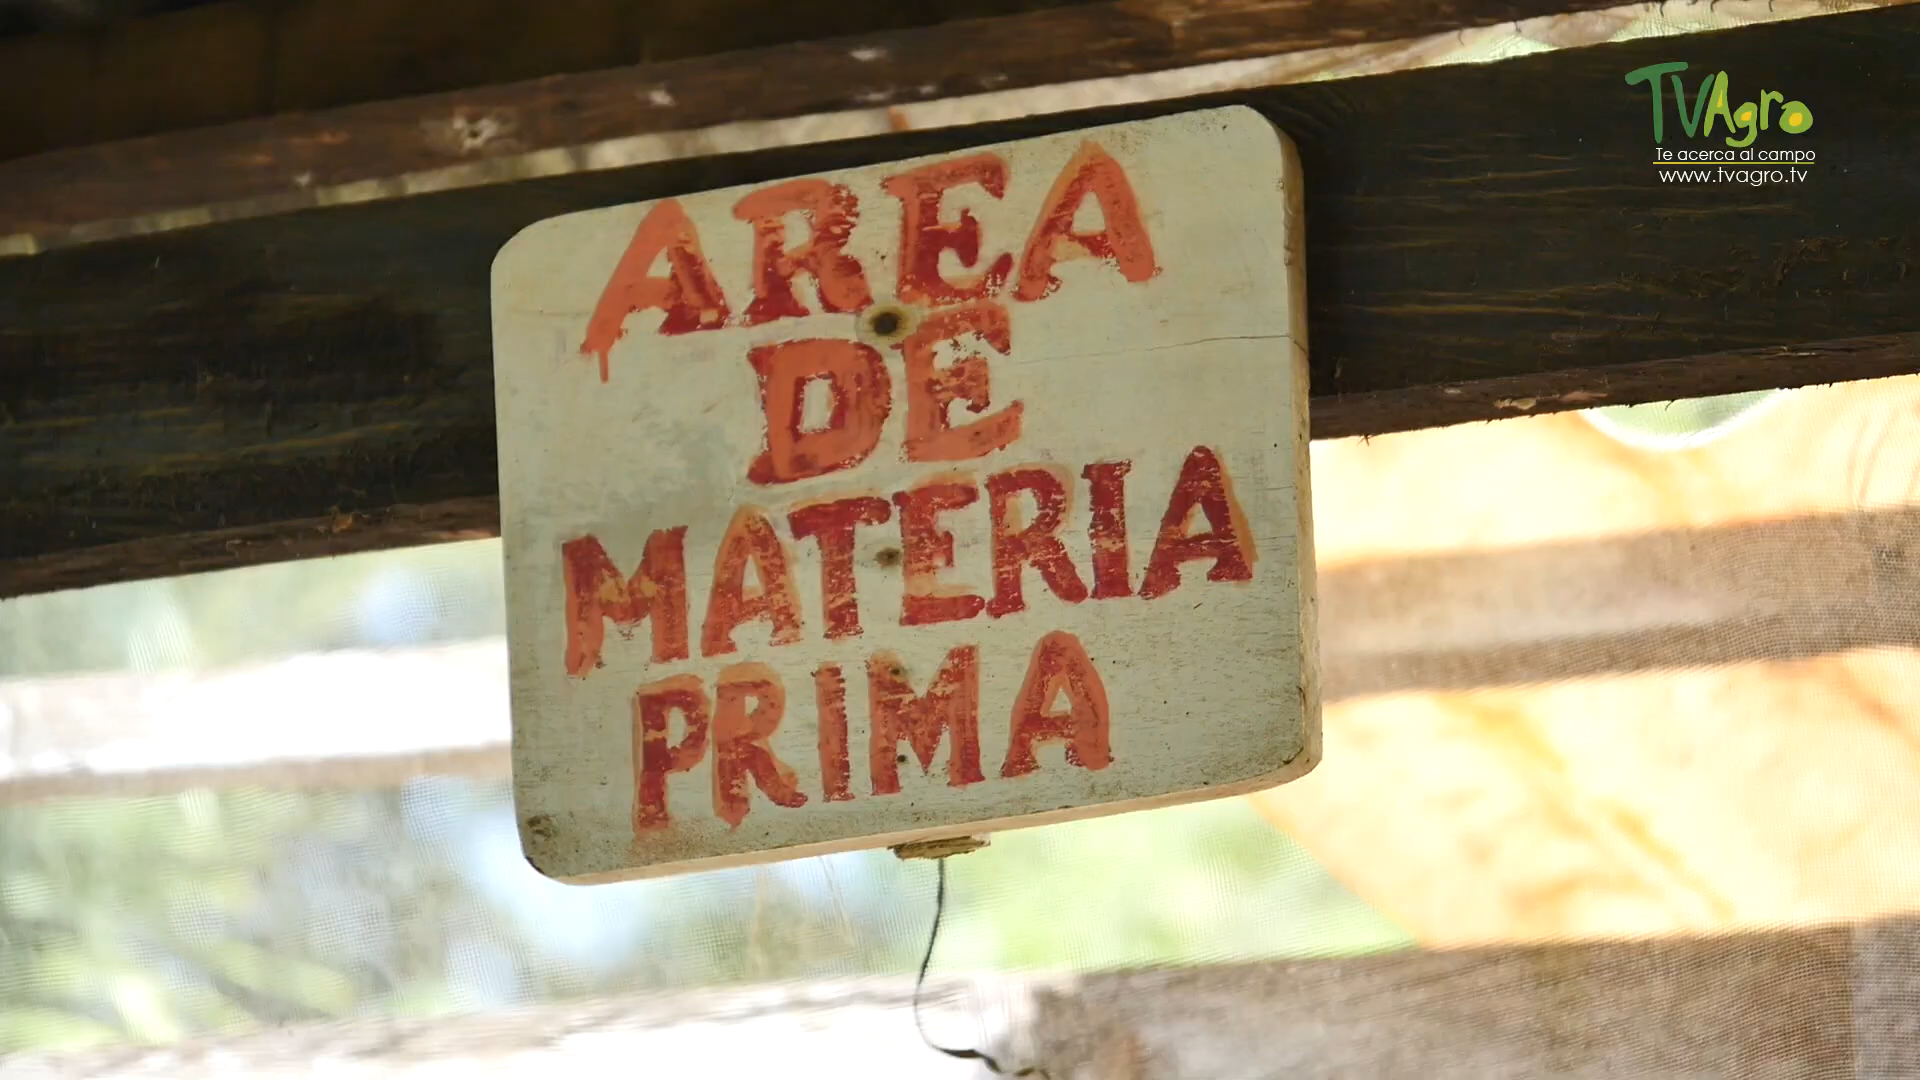 AREA
DE
MATERIA
PRIMA
TVAgro
Te acerca al campo
www.tvagro.tv